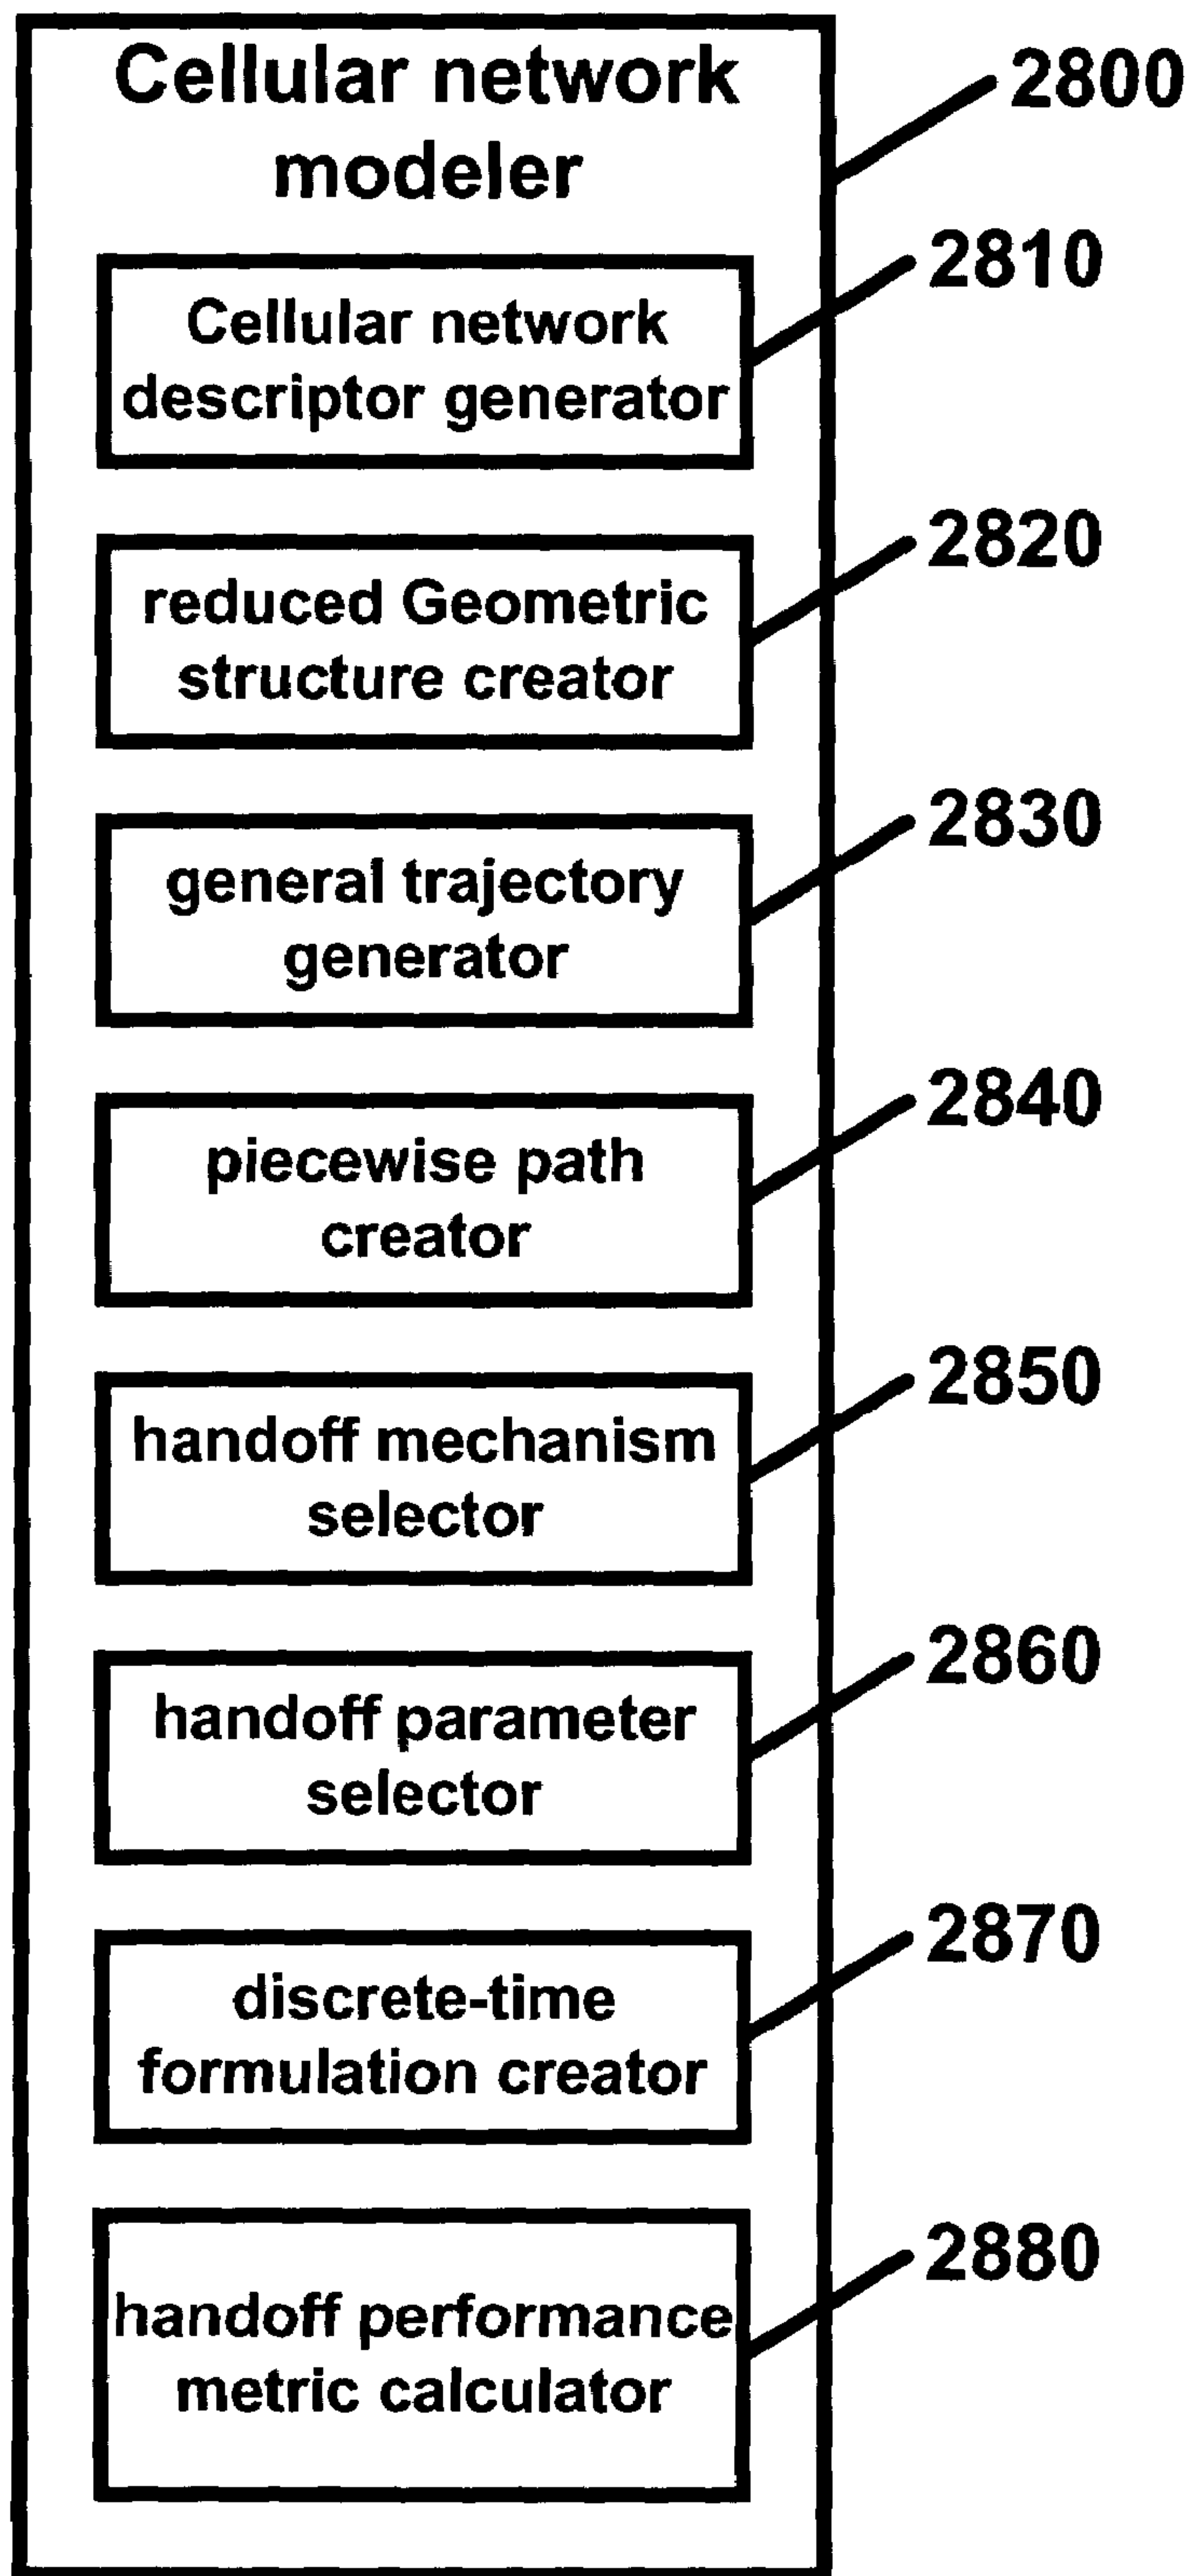 Cellular network
modeler
2800
Cellular network
descriptor generator
2810
reduced Geometric
structure creator
2820
general trajectory
generator
2830
piecewise path
creator
2840
handoff mechanism
selector
2850
handoff parameter
selector
2860
discrete-time
formulation creator
2870
handoff performance
metric calculator
2880